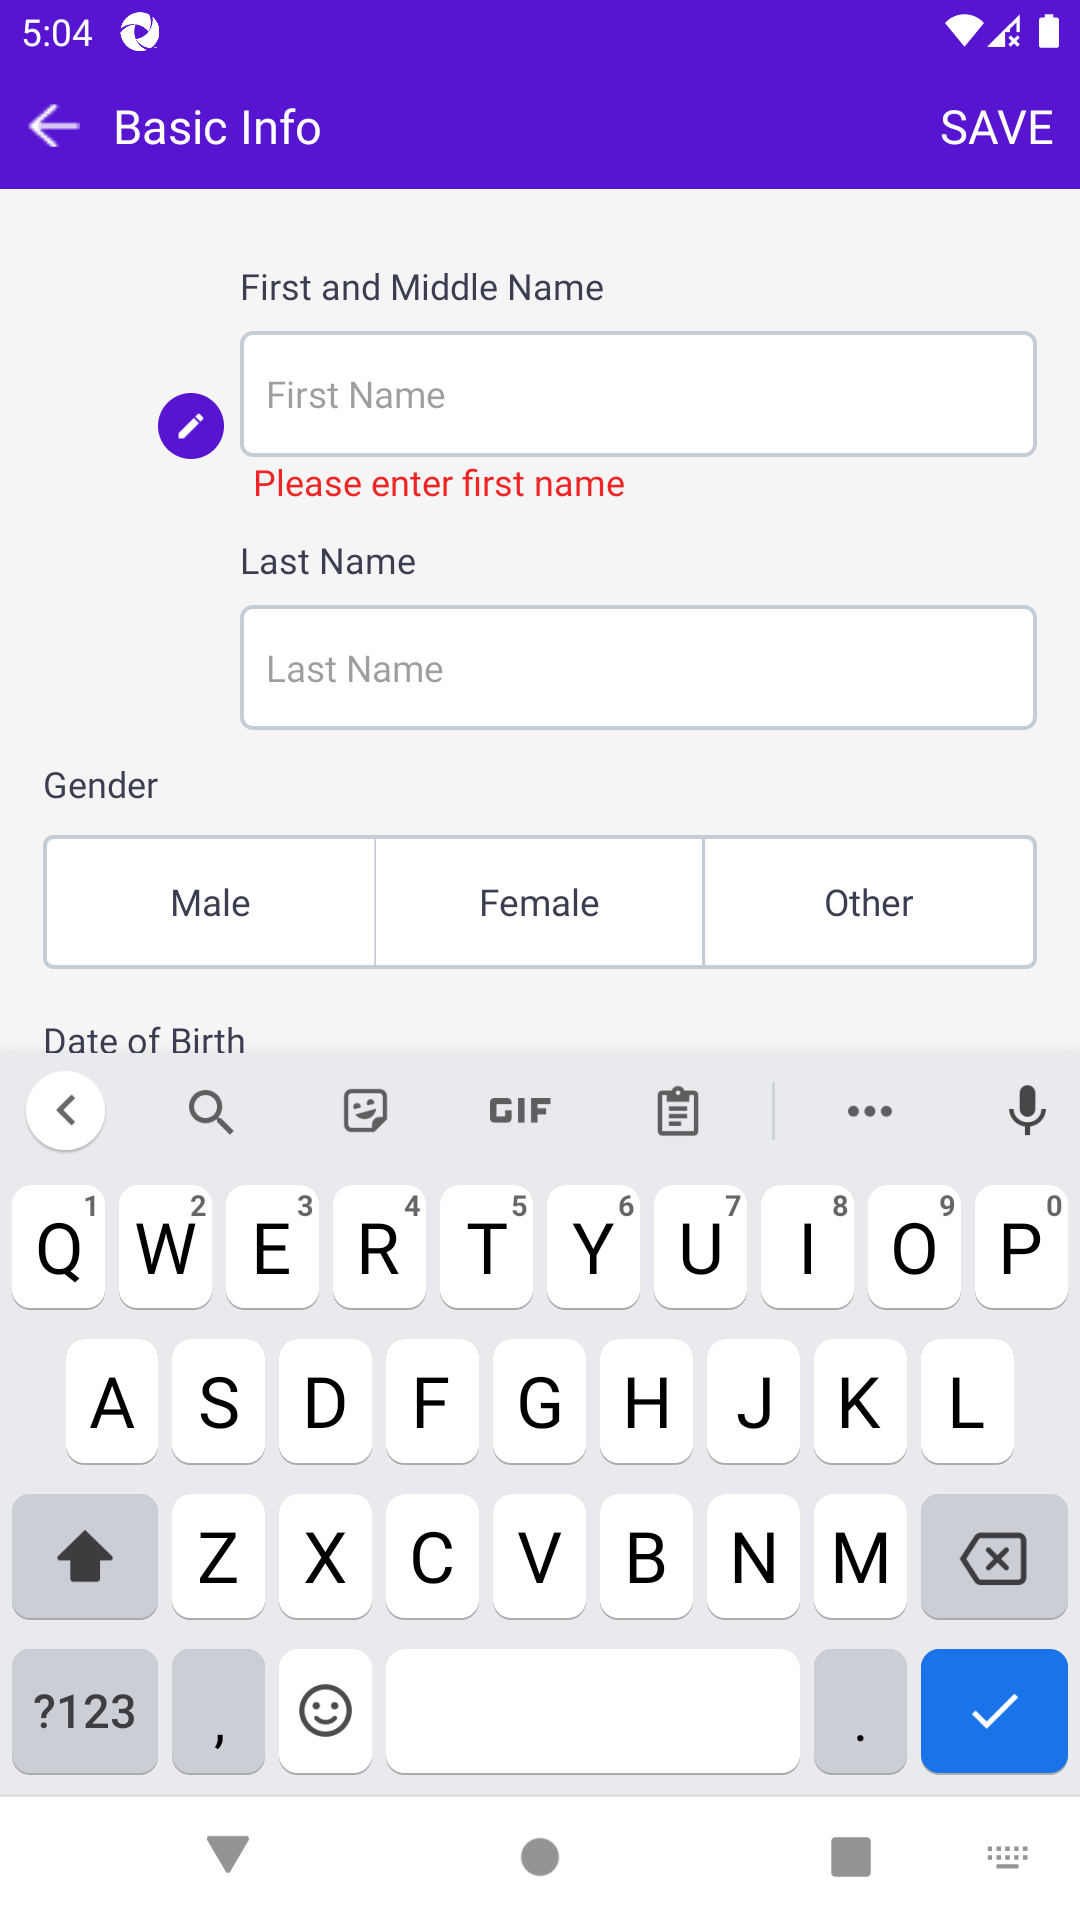 5:04
Basic Info
SAVE
First and Middle Name
First Name
Please enter first name
Last Name
Last Name
Gender
Male Female Other
Date of Birth
GIF
1 2 3 4 5 6 7 8 9 0
Q W E R T Y U I O P
A S D F G H J K L
Z X C V B N M
?123 , .